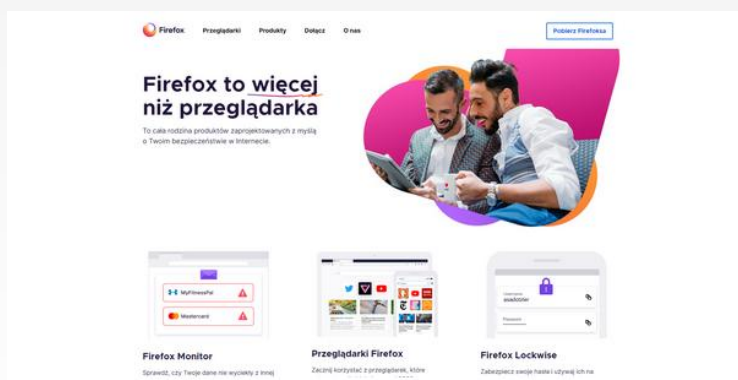 Firefox
Przeglądarki
Produkty
Dołącz
O nas
Pobierz Firefoksa
Firefox to więcej
niż przeglądarka
To cała rodzina produktów zaprojektowanych z myślą
o Twoim bezpieczeństwie w Internecie.
MyFitnessPal
Mastercard
Password
Firefox Monitor
Sprawdź, czy Twoje dane nie wyciekły z innej
Przeglądarki Firefox
Zacznij korzystać z przeglądarek, które
Firefox Lockwise
Zabezpiecz swoje hasła i używaj ich na